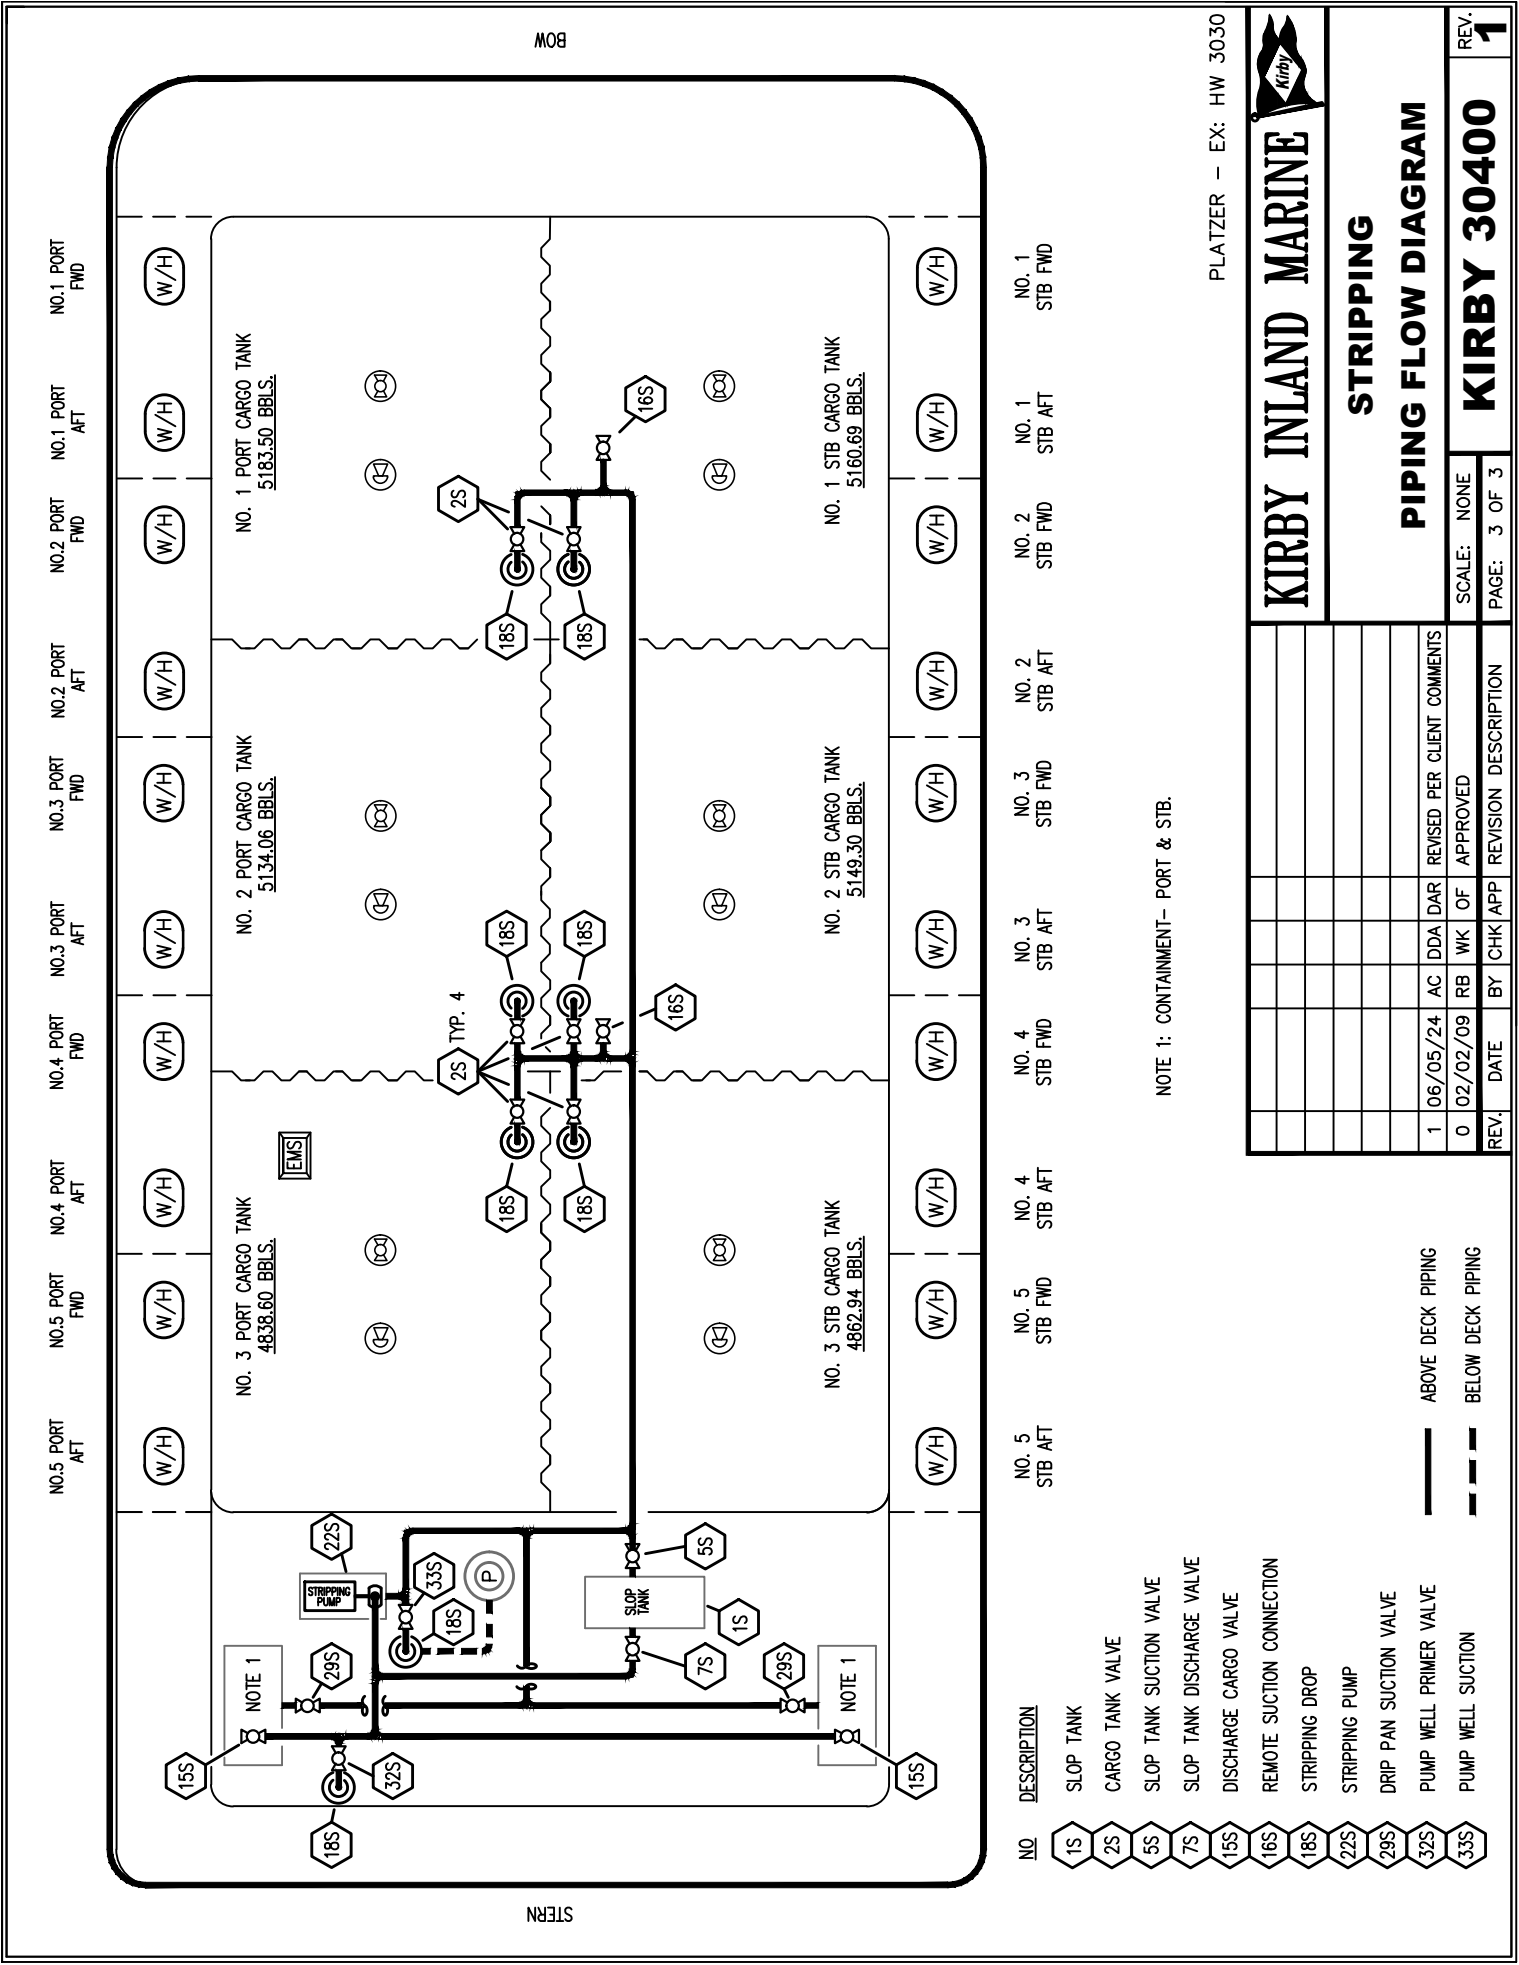 BOW
STERN
NO.5 PORT
AFT
NO.5 PORT
FWD
NO.4 PORT
AFT
NO.4 PORT
FWD
NO.3 PORT
AFT
NO.3 PORT
FWD
NO.2 PORT
AFT
NO.2 PORT
FWD
NO.1 PORT
AFT
NO.1 PORT
FWD
W/H
W/H
W/H
W/H
W/H
W/H
W/H
W/H
W/H
W/H
NO. 3 PORT CARGO TANK
4838.60 BBLS.
EMS
NO. 2 PORT CARGO TANK
5134.06 BBLS.
NO. 1 PORT CARGO TANK
5183.50 BBLS.
15S
NOTE 1
29S
22S
STRIPPING
PUMP
18S
32S
33S
18S
P
2S TYP. 4
2S
18S
18S
18S
18S
18S
18S
16S
16S
SLOP
TANK
7S
1S
5S
29S
NOTE 1
15S
NO. 3 STB CARGO TANK
4862.94 BBLS.
NO. 2 STB CARGO TANK
5149.30 BBLS.
NO. 1 STB CARGO TANK
5160.69 BBLS.
W/H
W/H
W/H
W/H
W/H
W/H
W/H
W/H
W/H
W/H
NO. 5
STB AFT
NO. 5
STB FWD
NO. 4
STB AFT
NO. 4
STB FWD
NO. 3
STB AFT
NO. 3
STB FWD
NO. 2
STB AFT
NO. 2
STB FWD
NO. 1
STB AFT
NO. 1
STB FWD
NO DESCRIPTION
1S SLOP TANK
2S CARGO TANK VALVE
5S SLOP TANK SUCTION VALVE
7S SLOP TANK DISCHARGE VALVE
15S DISCHARGE CARGO VALVE
16S REMOTE SUCTION CONNECTION
18S STRIPPING DROP
22S STRIPPING PUMP
29S DRIP PAN SUCTION VALVE
32S PUMP WELL PRIMER VALVE
33S PUMP WELL SUCTION
ABOVE DECK PIPING
BELOW DECK PIPING
NOTE 1: CONTAINMENT- PORT & STB.
PLATZER - EX: HW 3030
1 06/05/24 AC DDA DAR REVISED PER CLIENT COMMENTS
0 02/02/09 RB WK OF APPROVED
REV. DATE BY CHK APP REVISION DESCRIPTION
KIRBY INLAND MARINE
Kirby
STRIPPING
PIPING FLOW DIAGRAM
SCALE: NONE
PAGE: 3 OF 3
KIRBY 30400
REV.
1